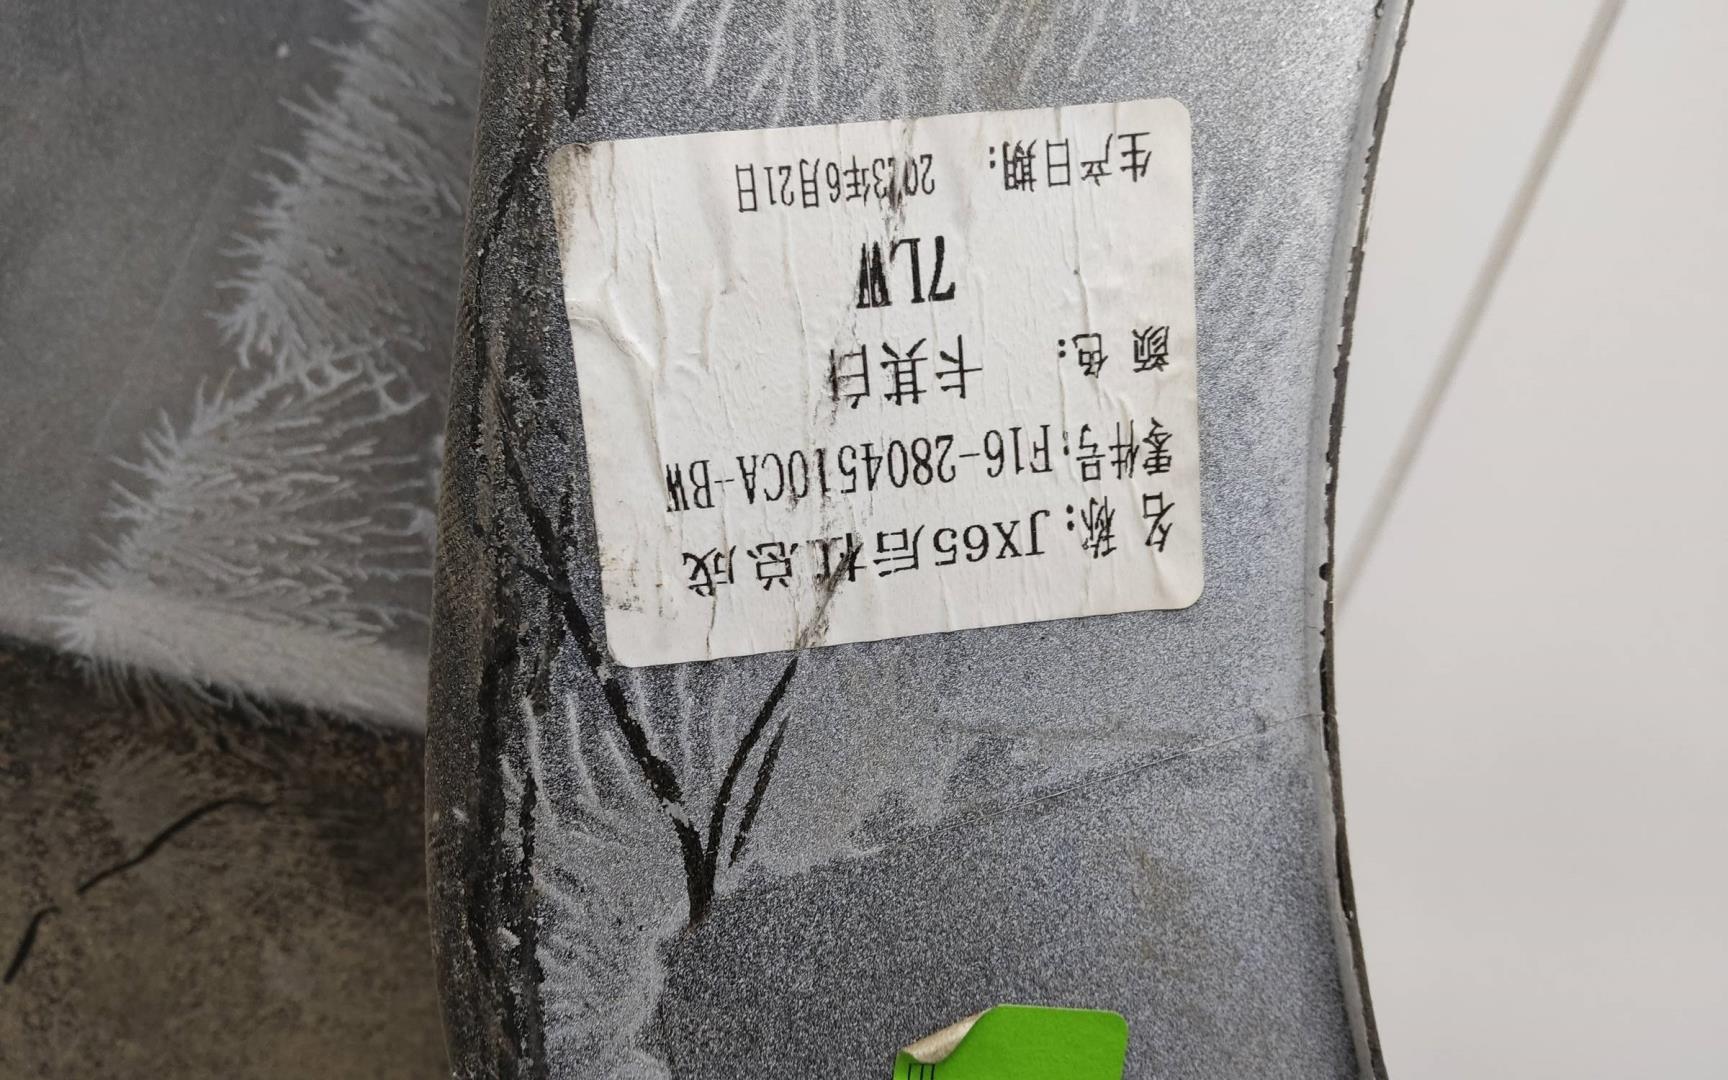 名 称：JX65后杠总成
零件号：F16-2804510CA-BW
颜 色： 卡其白
7LW
生产日期： 2023年6月21日